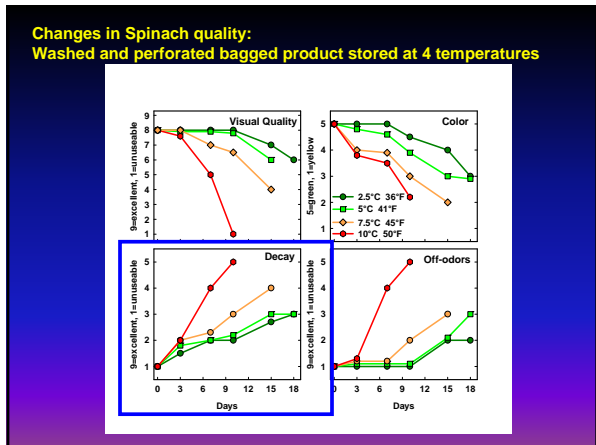 Changes in Spinach quality:
Washed and perforated bagged product stored at 4 temperatures
Visual Quality
9=excellent, 1=unuseable
9
8
7
6
5
4
3
2
1
Color
5=green, 1=yellow
5
4
3
2
1
2.5°C 36°F
5°C 41°F
7.5°C 45°F
10°C 50°F
Decay
9=excellent, 1=unuseable
5
4
3
2
1
0 3 6 9 12 15 18
Days
Off-odors
9=excellent, 1=unuseable
5
4
3
2
1
0 3 6 9 12 15 18
Days